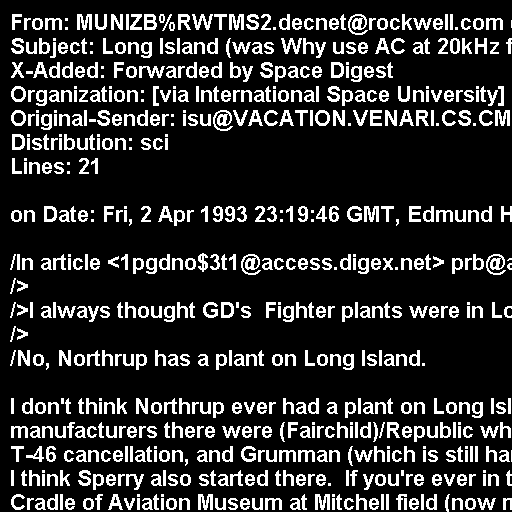 From: MUNIZB%RWTMS2.decnet@rockwell.com
Subject: Long Island (was Why use AC at 20kHz f
X-Added: Forwarded by Space Digest
Organization: [via International Space University]
Original-Sender: isu@VACATION.VENARI.CS.CM
Distribution: sci
Lines: 21
on Date: Fri, 2 Apr 1993 23:19:46 GMT, Edmund H
/In article <1pgdno$3t1@access.digex.net> prb@a
/>
/>I always thought GD's  Fighter plants were in Lo
/>
/No, Northrup has a plant on Long Island.
I don't think Northrup ever had a plant on Long Isl
manufacturers there were (Fairchild)/Republic wh
T-46 cancellation, and Grumman (which is still ha
I think Sperry also started there.  If you're ever in t
Cradle of Aviation Museum at Mitchell field (now n